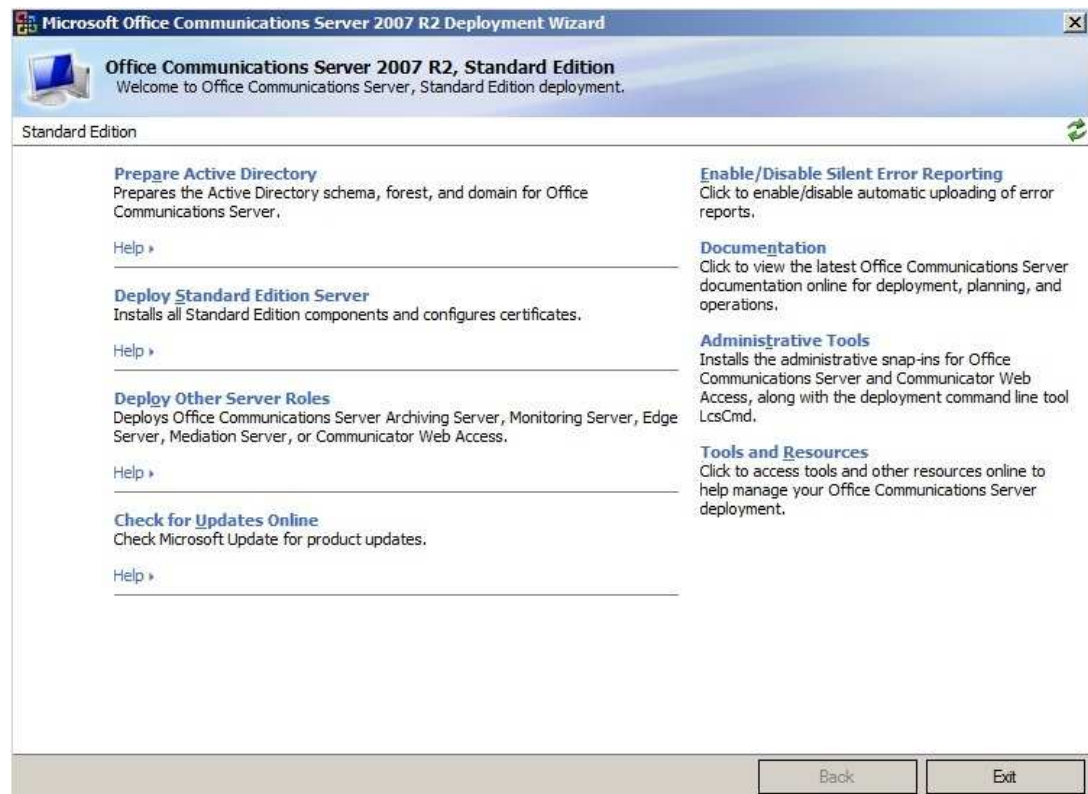 Microsoft Office Communications Server 2007 R2 Deployment Wizard
Office Communications Server 2007 R2, Standard Edition
Welcome to Office Communications Server, Standard Edition deployment.
Standard Edition
Prepare Active Directory
Prepares the Active Directory schema, forest, and domain for Office
Communications Server.
Help
Deploy Standard Edition Server
Installs all Standard Edition components and configures certificates.
Help
Deploy Other Server Roles
Deploys Office Communications Server Archiving Server, Monitoring Server, Edge
Server, Mediation Server, or Communicator Web Access.
Help
Check for Updates Online
Check Microsoft Update for product updates.
Help
Enable/Disable Silent Error Reporting
Click to enable/disable automatic uploading of error
reports.
Documentation
Click to view the latest Office Communications Server
documentation online for deployment, planning, and
operations.
Administrative Tools
Installs the administrative snap-ins for Office
Communications Server and Communicator Web
Access, along with the deployment command line tool
LcsCmd.
Tools and Resources
Click to access tools and other resources online to
help manage your Office Communications Server
deployment.
Back
Exit